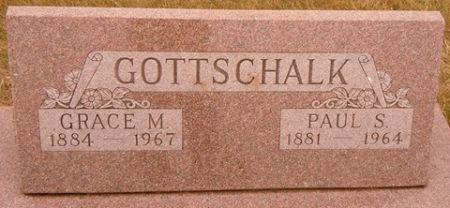 GOTTSCHALK
GRACE M.
1884 — 1967
PAUL S.
1881 — 1964